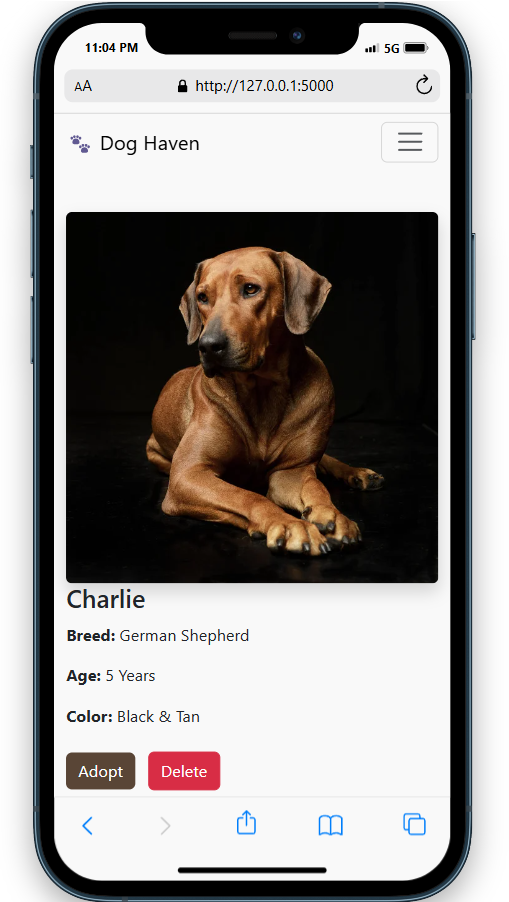 11:04 PM 5G
AA http://127.0.0.1:5000
Dog Haven
Charlie
Breed: German Shepherd
Age: 5 Years
Color: Black & Tan
Adopt Delete